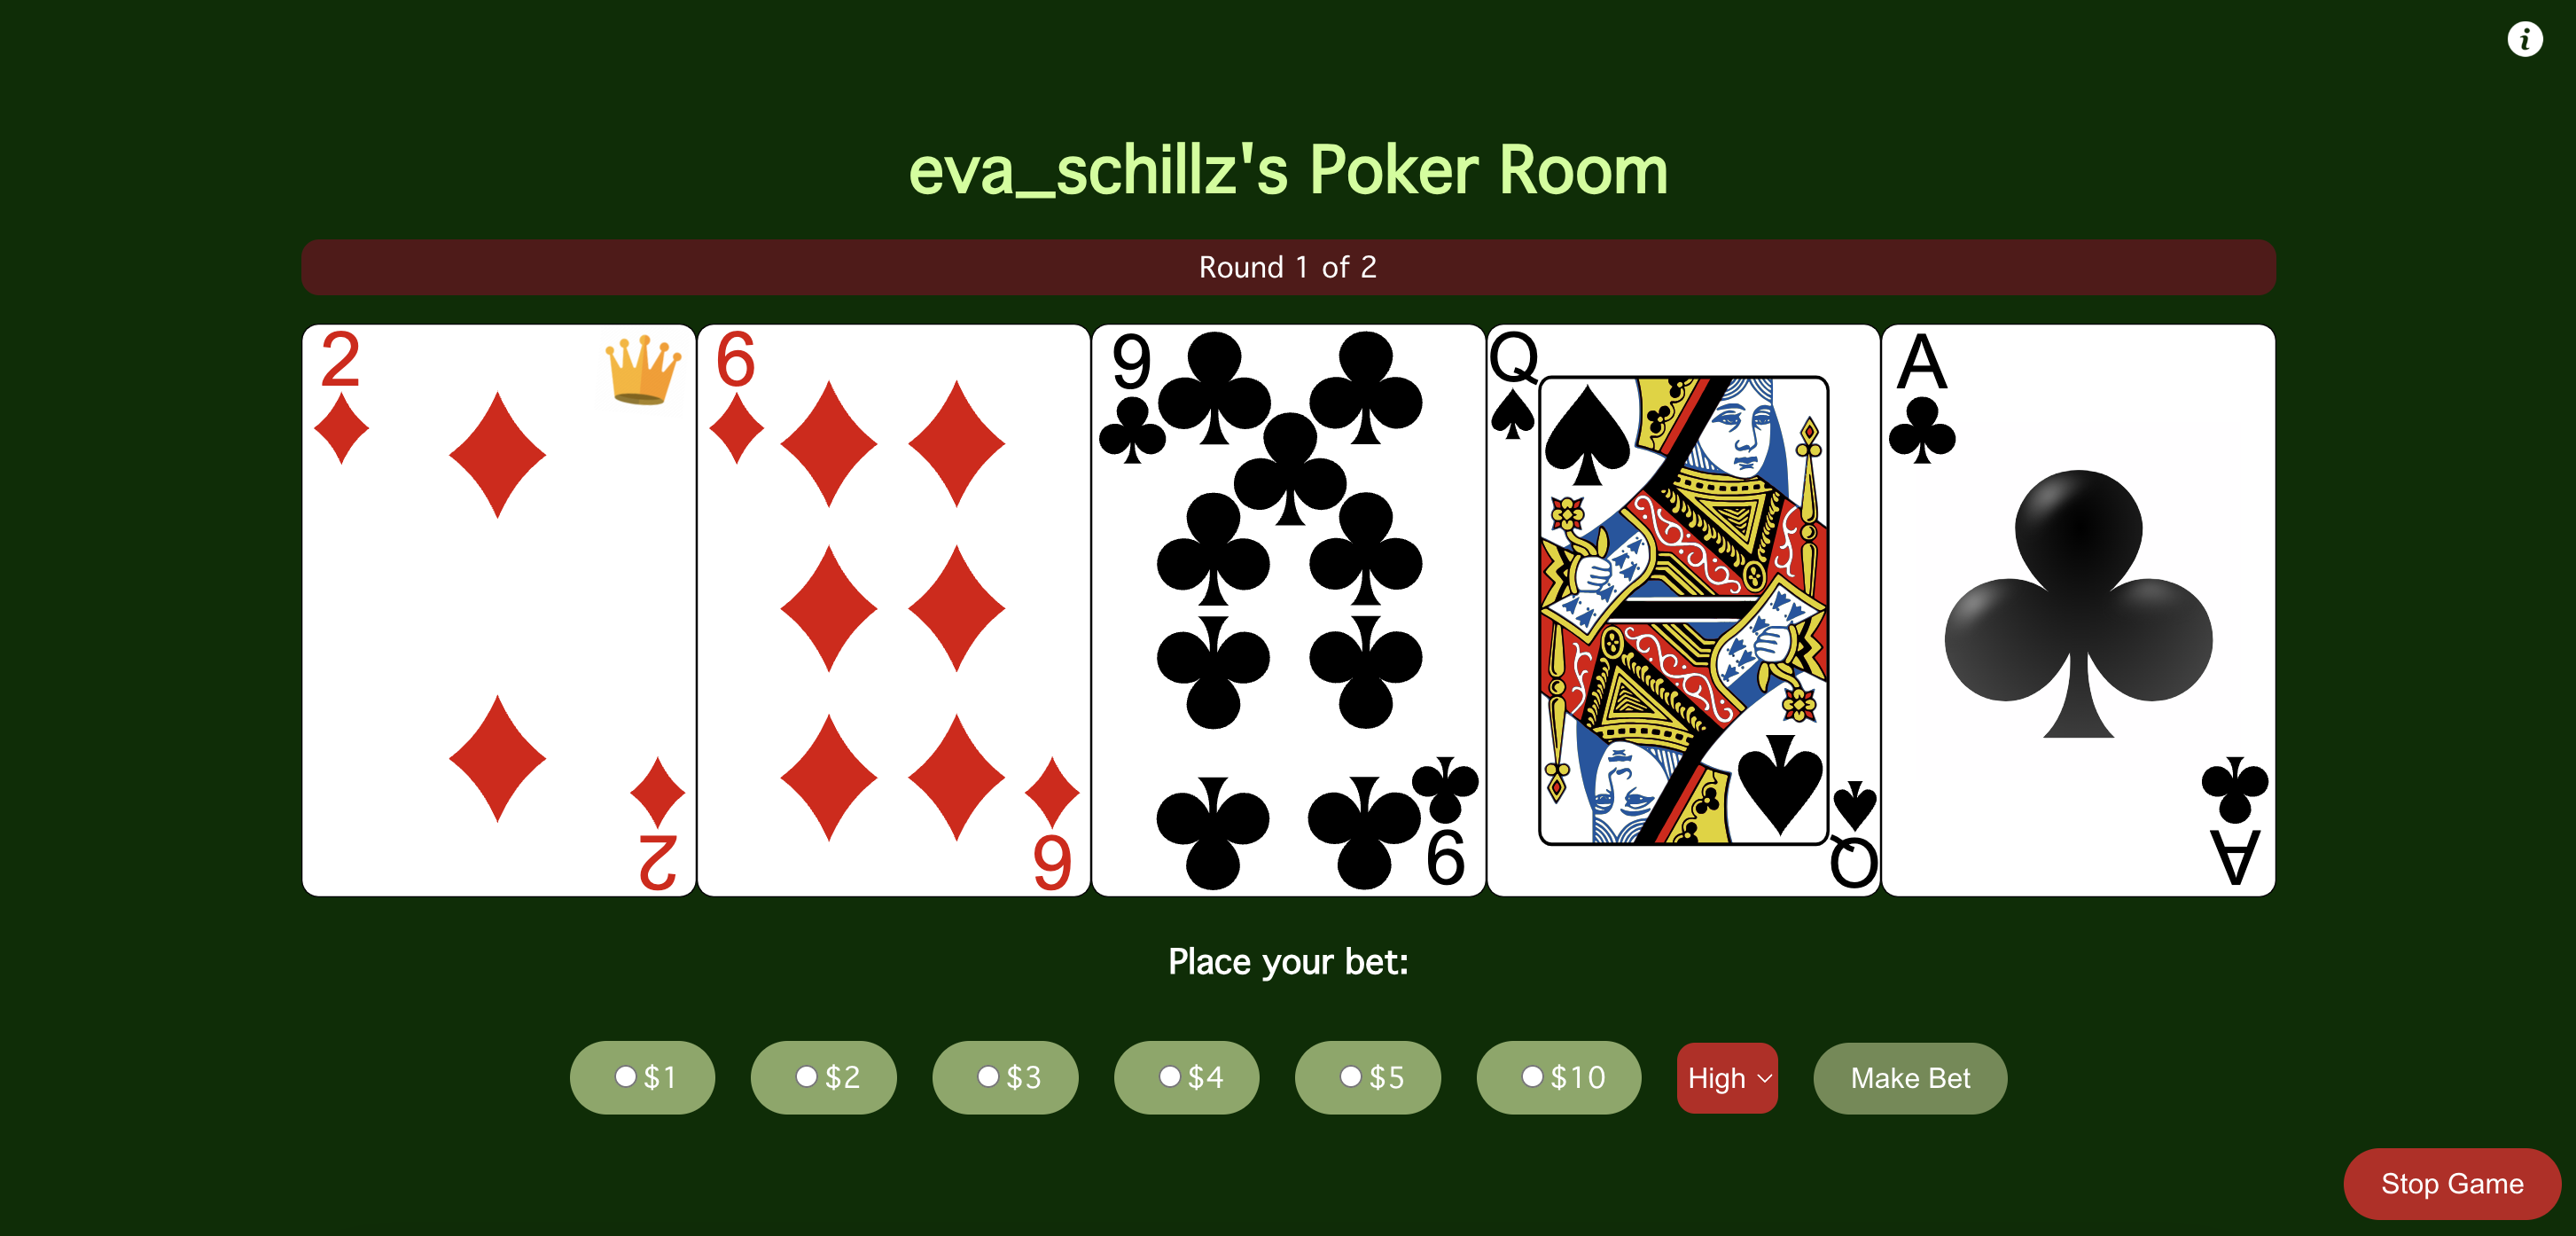 i
eva_schillz's Poker Room
Round 1 of 2
2 6 9 Q A
2 6 9 Q A
Place your bet:
$1 $2 $3 $4 $5 $10 High Make Bet
Stop Game